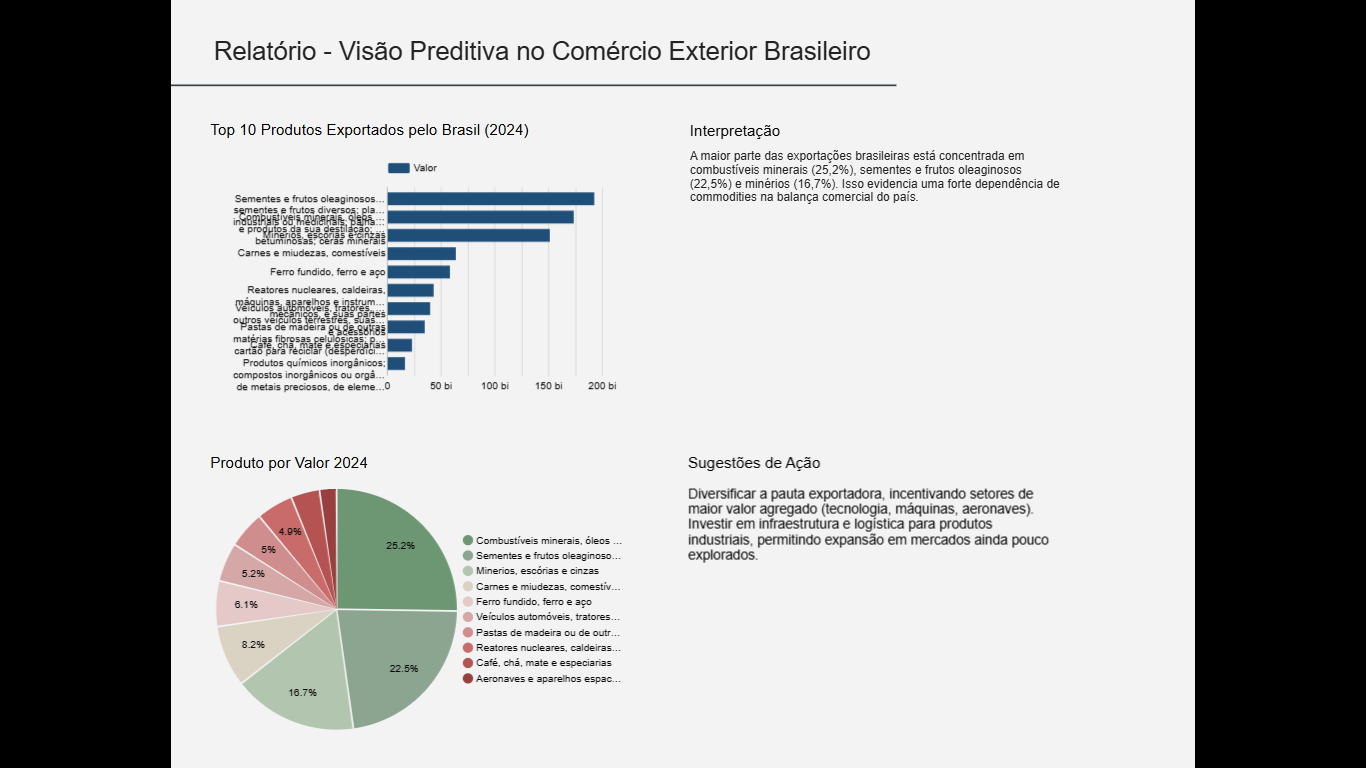 Relatório - Visão Preditiva no Comércio Exterior Brasileiro
Top 10 Produtos Exportados pelo Brasil (2024)
Valor
Sementes e frutos oleaginosos...
sementes e frutos diversos; pla...
Combustíveis minerais, óleos ...
industriais ou medicinais; palha...
e produtos da sua destilação; ...
Minerios, escórias e cinzas
betuminosas; ceras minerais
Carnes e miudezas, comestíveis
Ferro fundido, ferro e aço
Reatores nucleares, caldeiras,
máquinas, aparelhos e instrum...
Veículos automóveis, tratores, ...
mecânicos, e suas partes
outros veículos terrestres, suas...
Pastas de madeira ou de outras
e acessórios
matérias fibrosas celulósicas; p...
Café, chá, mate e especiarias
cartão para reciclar (desperdíci...
Produtos químicos inorgânicos;
compostos inorgânicos ou orgâ...
de metais preciosos, de eleme...
0 50 bi 100 bi 150 bi 200 bi
Interpretação
A maior parte das exportações brasileiras está concentrada em
combustíveis minerais (25,2%), sementes e frutos oleaginosos
(22,5%) e minérios (16,7%). Isso evidencia uma forte dependência de
commodities na balança comercial do país.
Produto por Valor 2024
25.2%
22.5%
16.7%
8.2%
6.1%
5.2%
5%
4.9%
Combustíveis minerais, óleos ...
Sementes e frutos oleaginoso...
Minerios, escórias e cinzas
Carnes e miudezas, comestív...
Ferro fundido, ferro e aço
Veículos automóveis, tratores...
Pastas de madeira ou de outr...
Reatores nucleares, caldeiras...
Café, chá, mate e especiarias
Aeronaves e aparelhos espac...
Sugestões de Ação
Diversificar a pauta exportadora, incentivando setores de
maior valor agregado (tecnologia, máquinas, aeronaves).
Investir em infraestrutura e logística para produtos
industriais, permitindo expansão em mercados ainda pouco
explorados.